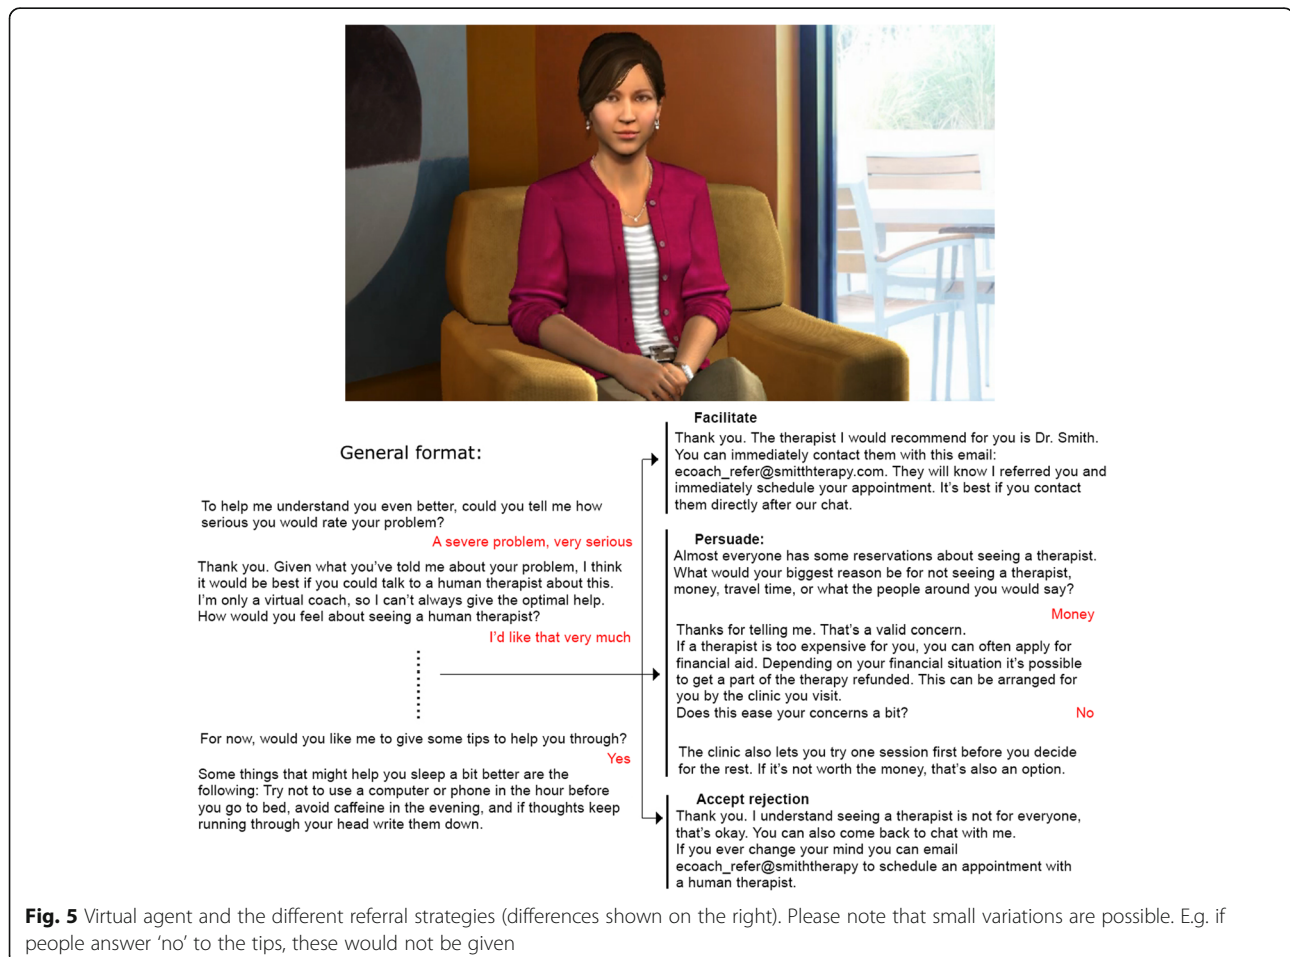 General format:
To help me understand you even better, could you tell me how
serious you would rate your problem?
A severe problem, very serious
Thank you. Given what you've told me about your problem, I think
it would be best if you could talk to a human therapist about this.
I'm only a virtual coach, so I can't always give the optimal help.
How would you feel about seeing a human therapist?
I'd like that very much
For now, would you like me to give some tips to help you through?
Yes
Some things that might help you sleep a bit better are the
following: Try not to use a computer or phone in the hour before
you go to bed, avoid caffeine in the evening, and if thoughts keep
running through your head write them down.
Facilitate
Thank you. The therapist I would recommend for you is Dr. Smith.
You can immediately contact them with this email:
ecoach_refer@smitthterapy.com. They will know I referred you and
immediately schedule your appointment. It's best if you contact
them directly after our chat.
Persuade:
Almost everyone has some reservations about seeing a therapist.
What would your biggest reason be for not seeing a therapist,
money, travel time, or what the people around you would say?
Money
Thanks for telling me. That's a valid concern.
If a therapist is too expensive for you, you can often apply for
financial aid. Depending on your financial situation it's possible
to get a part of the therapy refunded. This can be arranged for
you by the clinic you visit.
Does this ease your concerns a bit?
No
The clinic also lets you try one session first before you decide
for the rest. If it's not worth the money, that's also an option.
Accept rejection
Thank you. I understand seeing a therapist is not for everyone,
that's okay. You can also come back to chat with me.
If you ever change your mind you can email
ecoach_refer@smiththerapy to schedule an appointment with
a human therapist.
Fig. 5 Virtual agent and the different referral strategies (differences shown on the right). Please note that small variations are possible. E.g. if
people answer 'no' to the tips, these would not be given